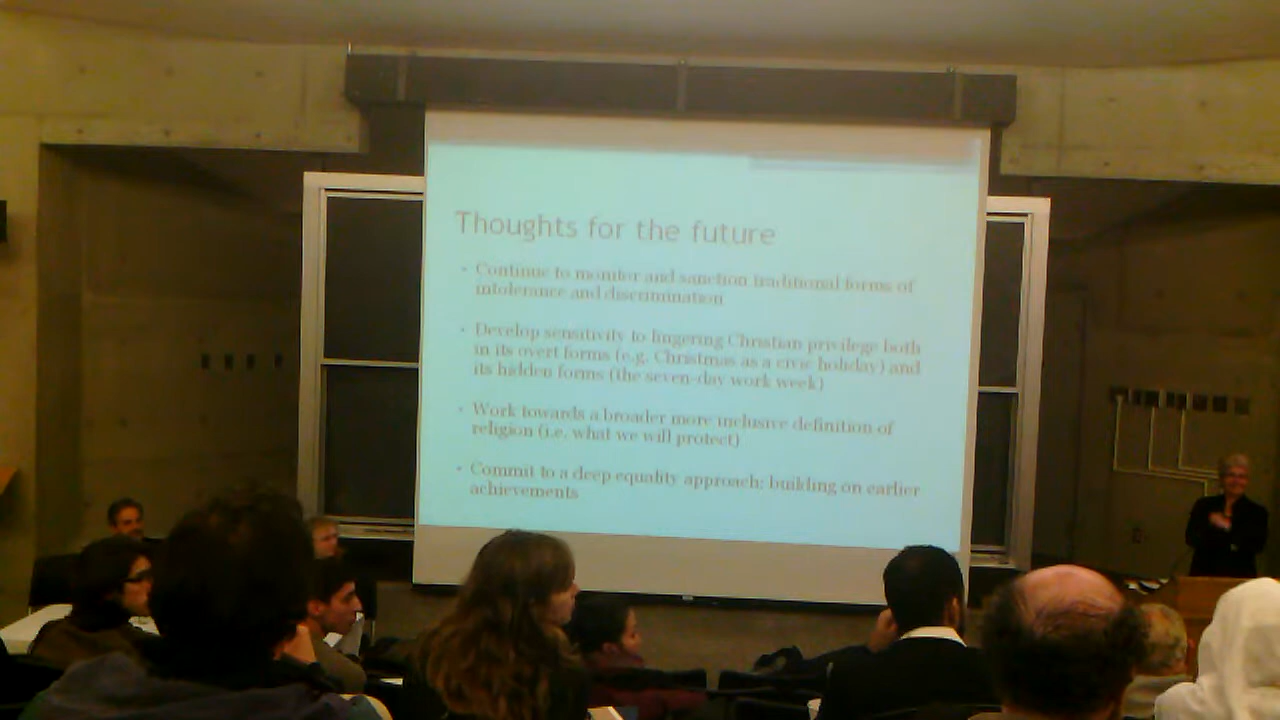 Thoughts for the future
• Continue to monitor and sanction traditional forms of
intolerance and discrimination
• Develop sensitivity to lingering Christian privilege both
in its overt forms (e.g. Christmas as a civic holiday) and
its hidden forms (the seven-day work week)
• Work towards a broader more inclusive definition of
religion (i.e. what we will protect)
• Commit to a deep equality approach: building on earlier
achievements